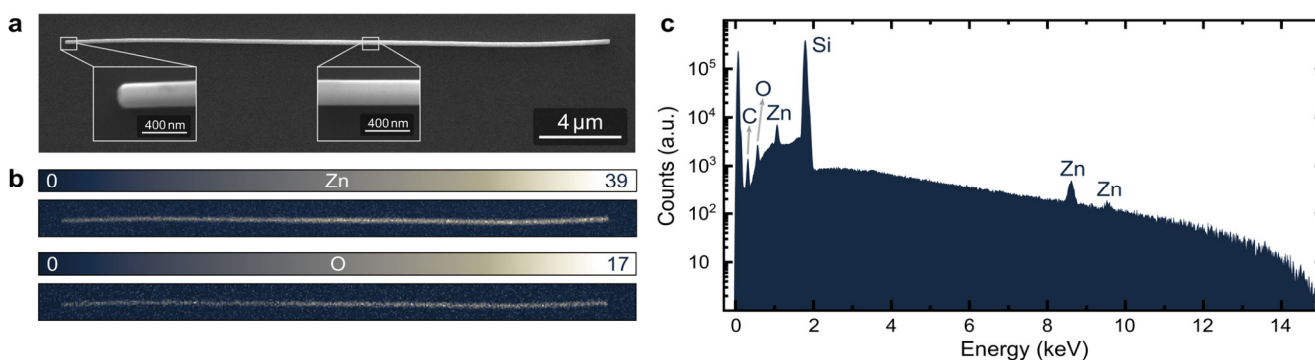 a
400 nm
400 nm
4 µm
b
0 Zn 39
0 O 17
c
Counts (a.u.)
10⁵
10⁴
10³
10²
10
C
O
Zn
Si
Zn
Zn
0 2 4 6 8 10 12 14
Energy (keV)